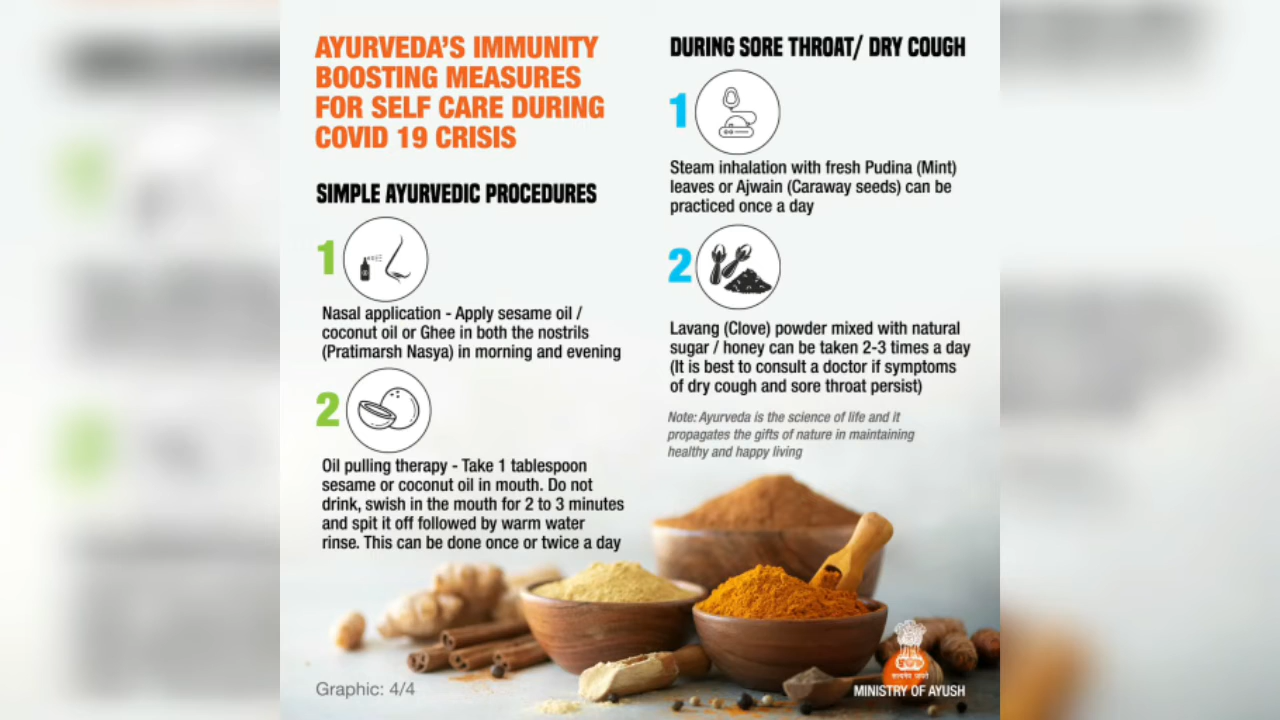 AYURVEDA'S IMMUNITY
BOOSTING MEASURES
FOR SELF CARE DURING
COVID 19 CRISIS
SIMPLE AYURVEDIC PROCEDURES
1
Nasal application - Apply sesame oil /
coconut oil or Ghee in both the nostrils
(Pratimarsh Nasya) in morning and evening
2
Oil pulling therapy - Take 1 tablespoon
sesame or coconut oil in mouth. Do not
drink, swish in the mouth for 2 to 3 minutes
and spit it off followed by warm water
rinse. This can be done once or twice a day
Graphic: 4/4
DURING SORE THROAT/ DRY COUGH
1
Steam inhalation with fresh Pudina (Mint)
leaves or Ajwain (Caraway seeds) can be
practiced once a day
2
Lavang (Clove) powder mixed with natural
sugar / honey can be taken 2-3 times a day
(It is best to consult a doctor if symptoms
of dry cough and sore throat persist)
Note: Ayurveda is the science of life and it
propagates the gifts of nature in maintaining
healthy and happy living
सत्यमेव जयते
MINISTRY OF AYUSH